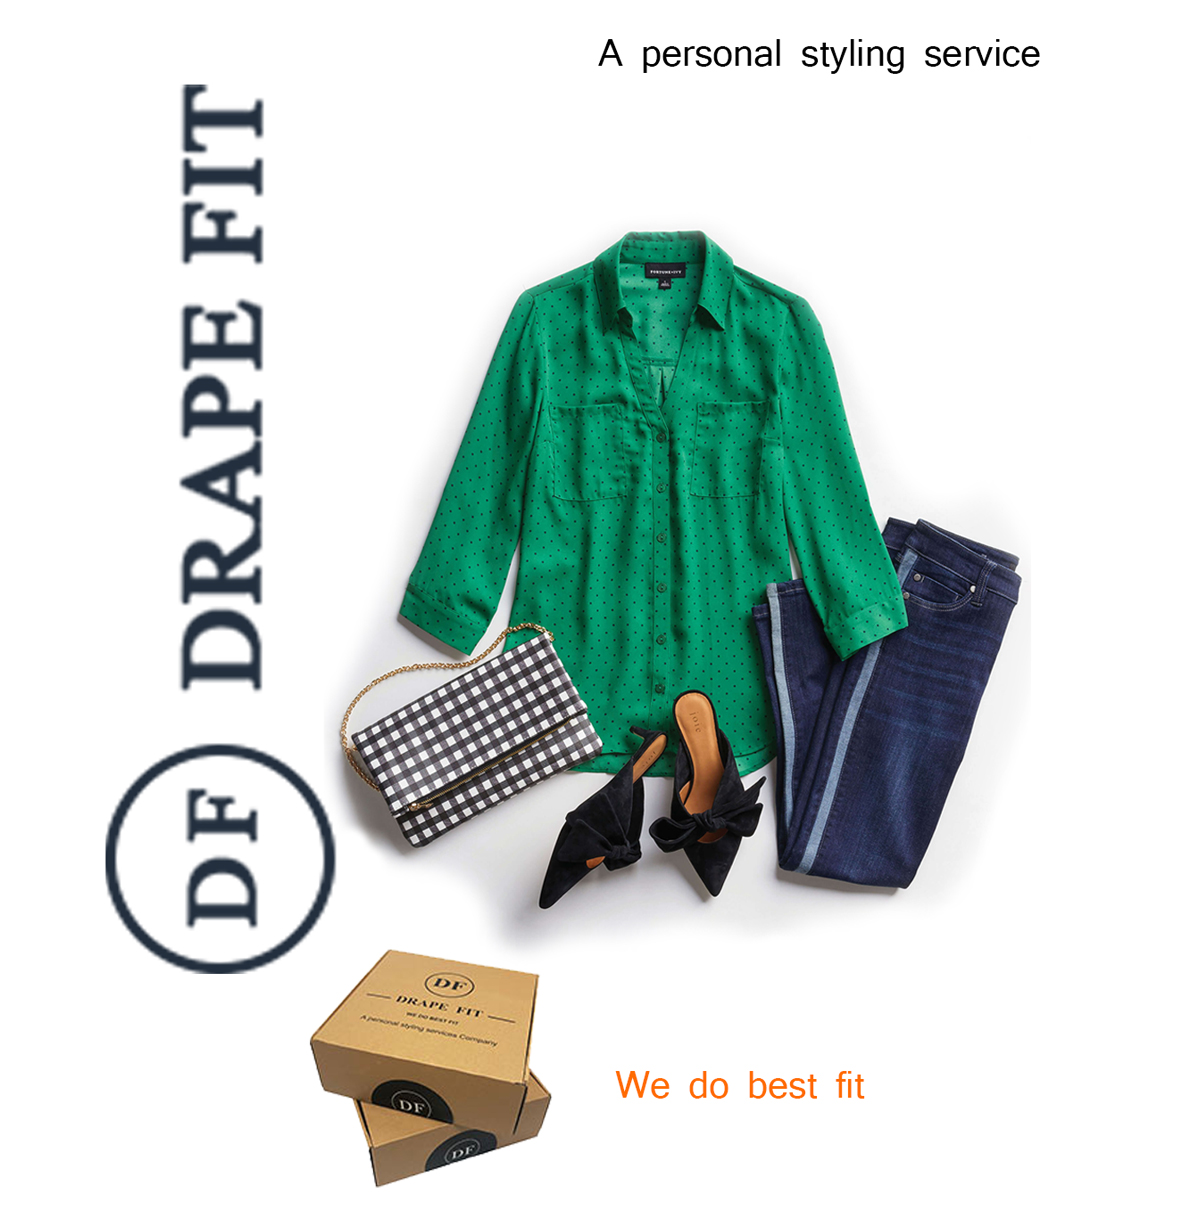 A personal styling service
DRAPE FIT
DF
FORTUNE+IVY
joie
DF
DRAPE FIT
WE DO BEST FIT
A personal styling services Company
DF
DF
We do best fit